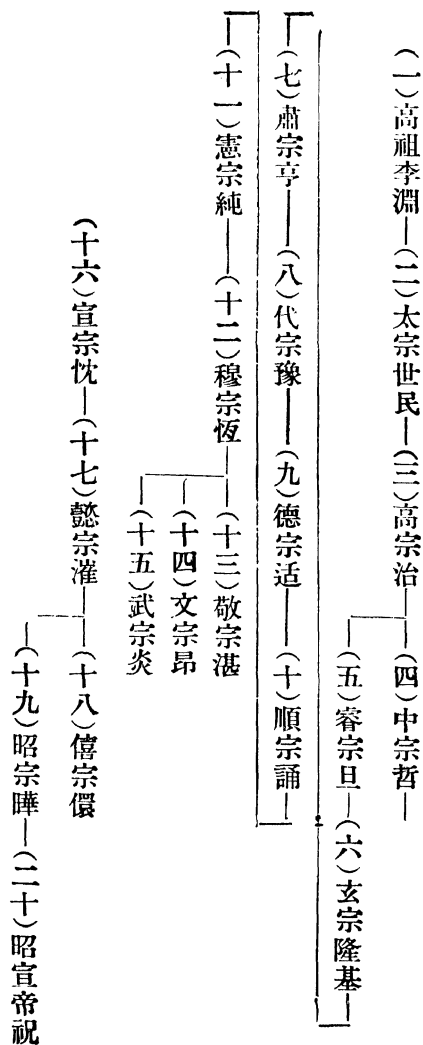 （一）高祖李淵
（二）太宗世民
（三）高宗治
（四）中宗哲
（五）睿宗旦
（六）玄宗隆基
（七）肅宗亨
（八）代宗豫
（九）德宗适
（十）順宗誦
（十一）憲宗純
（十二）穆宗恆
（十三）敬宗湛
（十四）文宗昂
（十五）武宗炎
（十六）宣宗忱
（十七）懿宗漼
（十八）僖宗儇
（十九）昭宗曄
（二十）昭宣帝祝